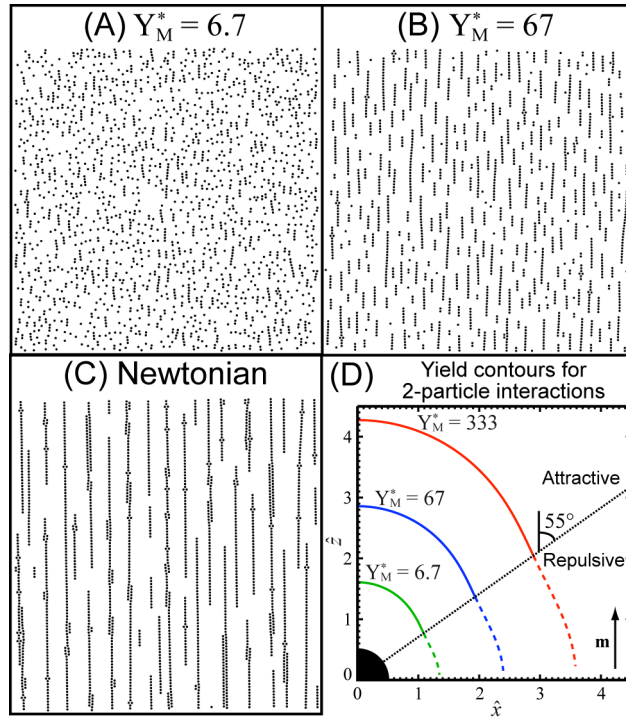 (A) Y*M = 6.7
(B) Y*M = 67
(C) Newtonian
(D) Yield contours for
2-particle interactions
4
Y*M = 333
Attractive
3
Y*M = 67
55°
ẑ
2
Repulsive
Y*M = 6.7
1
m
0
0 1 2 3 4
x̂